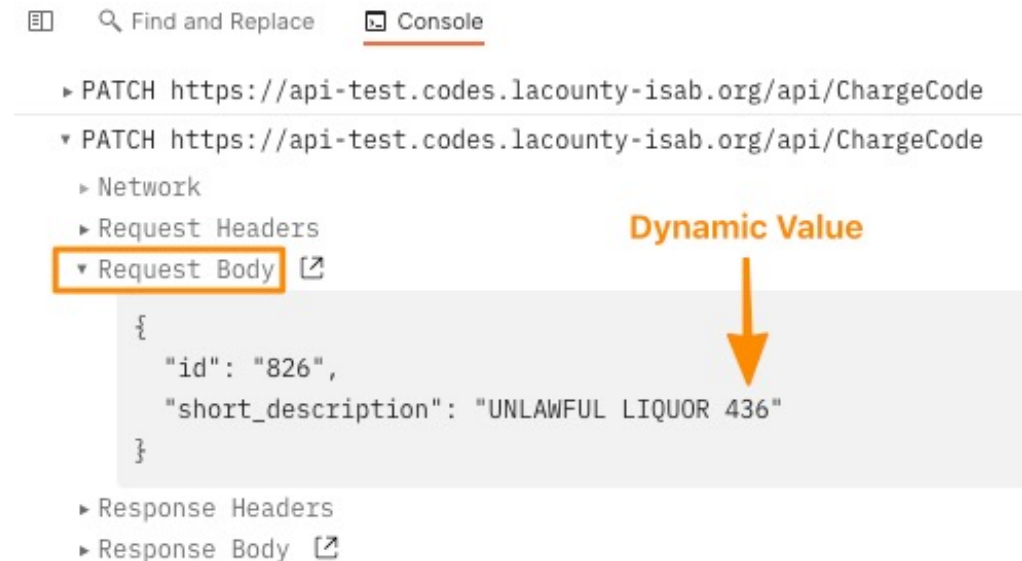 Find and Replace Console
PATCH https://api-test.codes.lacounty-isab.org/api/ChargeCode
PATCH https://api-test.codes.lacounty-isab.org/api/ChargeCode
Network
Request Headers
Dynamic Value
Request Body
{
"id": "826",
"short_description": "UNLAWFUL LIQUOR 436"
}
Response Headers
Response Body